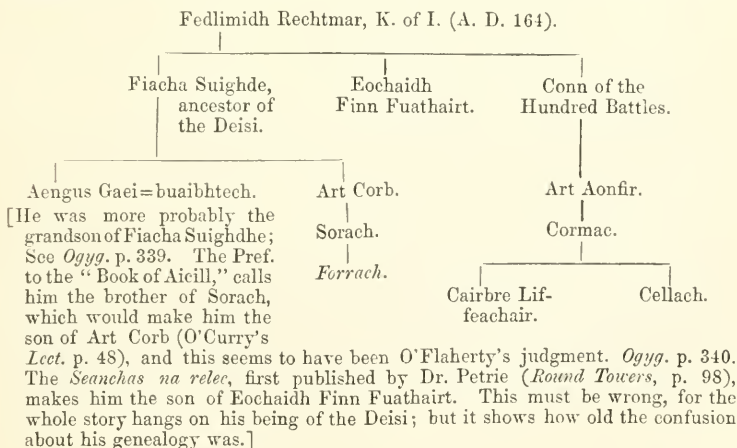 Fedlimidh Rechtmar, K. of I. (A. D. 164).
Fiacha Suighde,
ancestor of
the Deisi.
Eochaidh
Finn Fuathairt.
Conn of the
Hundred Battles.
Aengus Gaei=buaibhtech.
[He was more probably the
grandson of Fiacha Suighdhe;
See Ogyg. p. 339. The Pref.
to the “ Book of Aicill,” calls
him the brother of Sorach,
which would make him the
son of Art Corb (O'Curry's
Art Corb.
Sorach.
Forrach.
Art Aonfir.
Cormac.
Cairbre Lif-
feachair.
Cellach.
Lect. p. 48), and this seems to have been O'Flaherty's judgment. Ogyg. p. 340.
The Seanchas na relec, first published by Dr. Petrie (Round Towers, p. 98),
makes him the son of Eochaidh Finn Fuathairt. This must be wrong, for the
whole story hangs on his being of the Deisi; but it shows how old the confusion
about his genealogy was.]